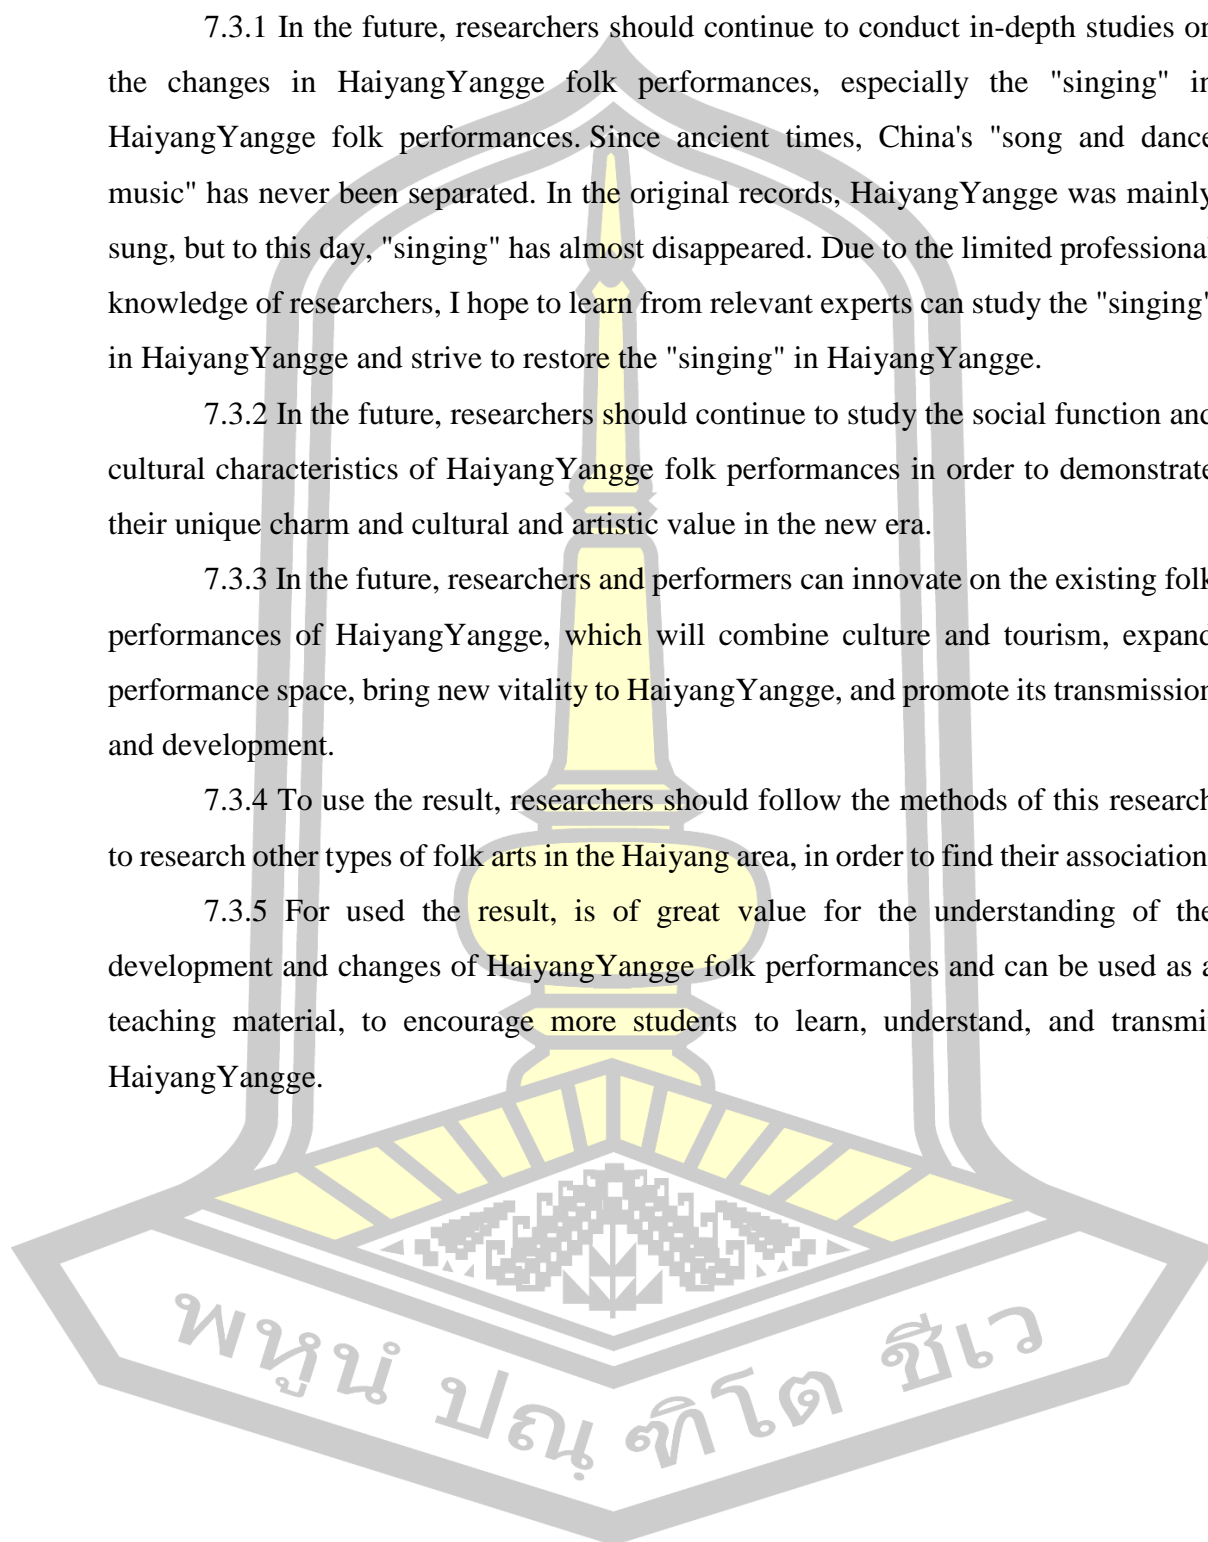 7.3.1 In the future, researchers should continue to conduct in-depth studies on
the changes in HaiyangYangge folk performances, especially the "singing" in
HaiyangYangge folk performances. Since ancient times, China's "song and dance
music" has never been separated. In the original records, HaiyangYangge was mainly
sung, but to this day, "singing" has almost disappeared. Due to the limited professional
knowledge of researchers, I hope to learn from relevant experts can study the "singing"
in HaiyangYangge and strive to restore the "singing" in HaiyangYangge.
7.3.2 In the future, researchers should continue to study the social function and
cultural characteristics of HaiyangYangge folk performances in order to demonstrate
their unique charm and cultural and artistic value in the new era.
7.3.3 In the future, researchers and performers can innovate on the existing folk
performances of HaiyangYangge, which will combine culture and tourism, expand
performance space, bring new vitality to HaiyangYangge, and promote its transmission
and development.
7.3.4 To use the result, researchers should follow the methods of this research
to research other types of folk arts in the Haiyang area, in order to find their association
7.3.5 For used the result, is of great value for the understanding of the
development and changes of HaiyangYangge folk performances and can be used as a
teaching material, to encourage more students to learn, understand, and transmit
HaiyangYangge.
พหูนํ ปณฺฑิโต ชีเว